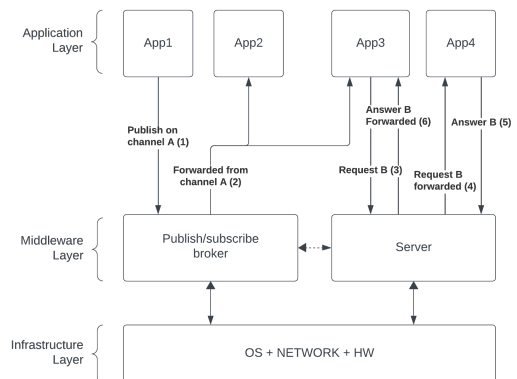 Application
Layer
App1
App2
App3
App4
Publish on
channel A (1)
Forwarded from
channel A (2)
Answer B
Forwarded (6)
Request B (3)
Request B
forwarded (4)
Answer B (5)
Middleware
Layer
Publish/subscribe
broker
Server
Infrastructure
Layer
OS + NETWORK + HW